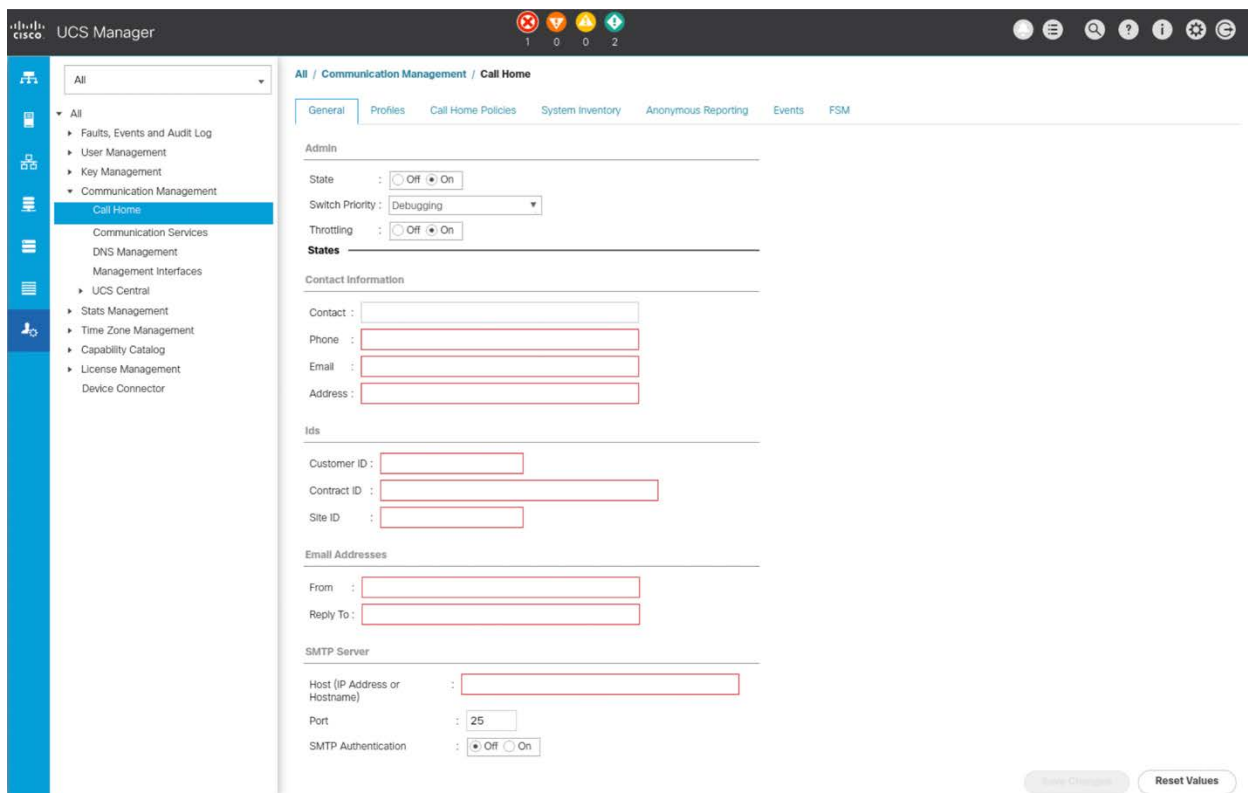 cisco UCS Manager
1 0 0 2
All
All
Faults, Events and Audit Log
User Management
Key Management
Communication Management
Call Home
Communication Services
DNS Management
Management Interfaces
UCS Central
Stats Management
Time Zone Management
Capability Catalog
License Management
Device Connector
All / Communication Management / Call Home
General Profiles Call Home Policies System Inventory Anonymous Reporting Events FSM
Admin
State : Off On
Switch Priority : Debugging
Throttling : Off On
States
Contact Information
Contact :
Phone :
Email :
Address :
Ids
Customer ID :
Contract ID :
Site ID :
Email Addresses
From :
Reply To :
SMTP Server
Host (IP Address or :
Hostname)
Port : 25
SMTP Authentication : Off On
Save Changes Reset Values